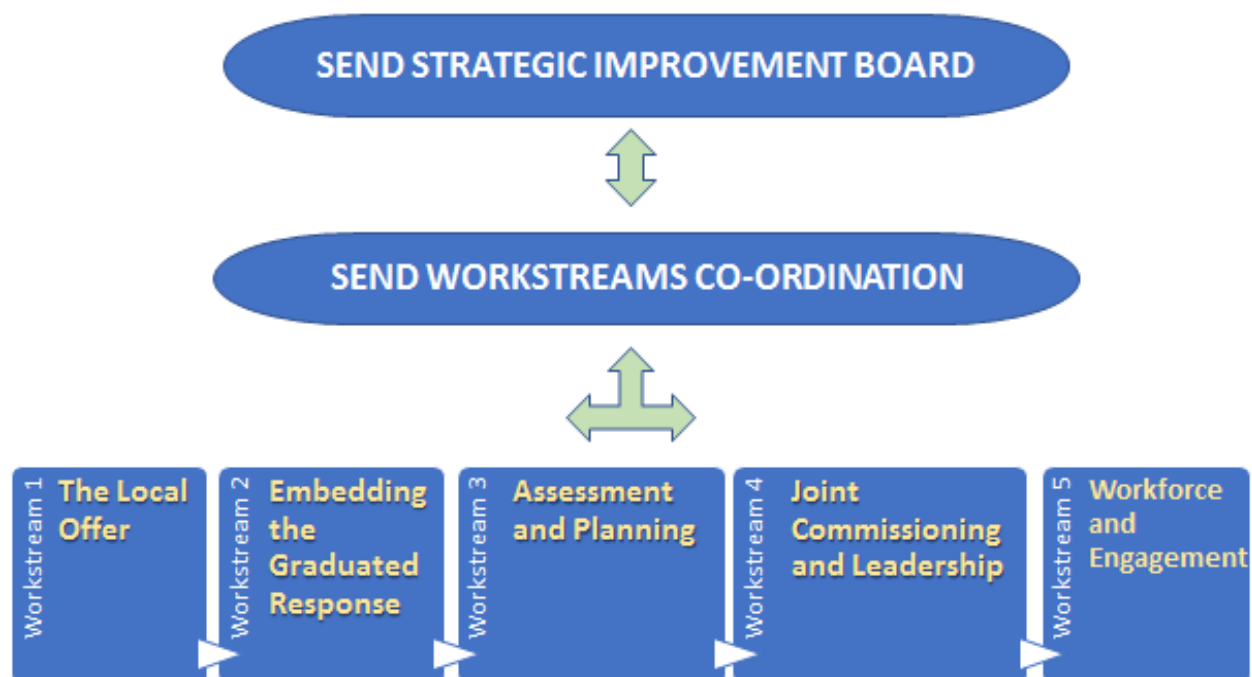 SEND STRATEGIC IMPROVEMENT BOARD
SEND WORKSTREAMS CO-ORDINATION
Workstream 1
The Local
Offer
Workstream 2
Embedding
the
Graduated
Response
Workstream 3
Assessment
and Planning
Workstream 4
Joint
Commissioning
and Leadership
Workstream 5
Workforce
and
Engagement